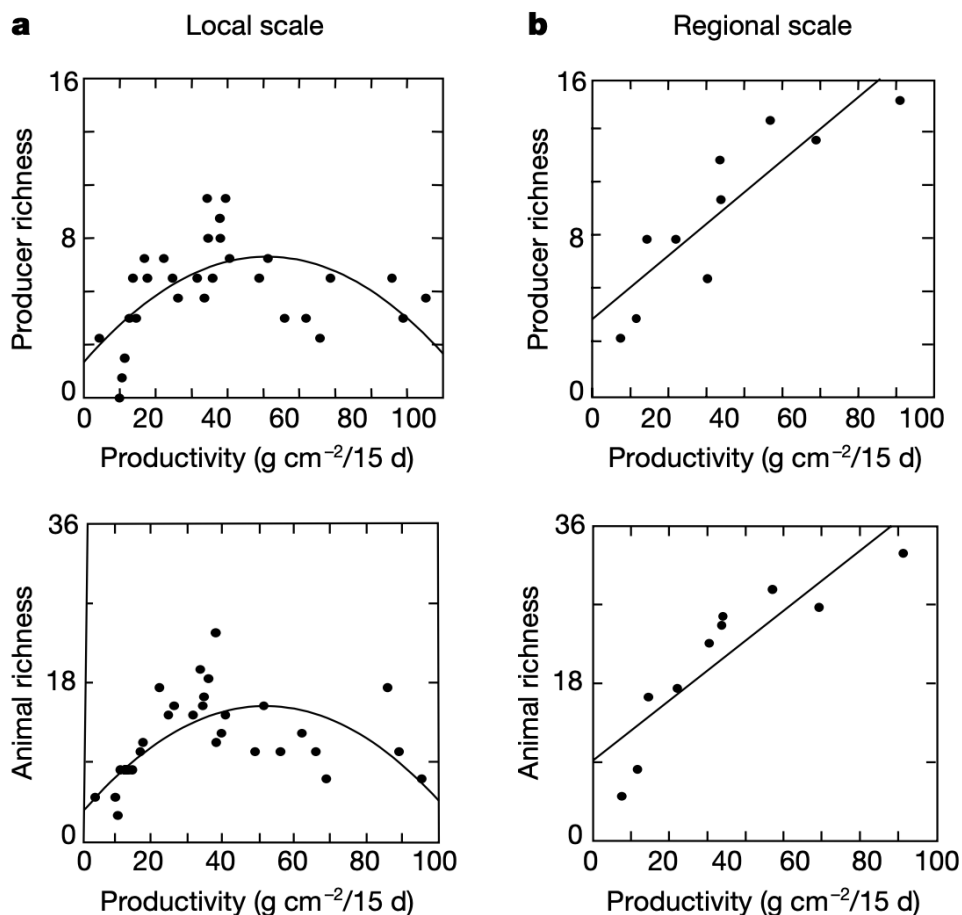 a Local scale
b Regional scale
16
8
0
Producer richness
0 20 40 60 80 100
Productivity (g cm⁻²/15 d)
16
8
0
Producer richness
0 20 40 60 80 100
Productivity (g cm⁻²/15 d)
36
18
0
Animal richness
0 20 40 60 80 100
Productivity (g cm⁻²/15 d)
36
18
0
Animal richness
0 20 40 60 80 100
Productivity (g cm⁻²/15 d)